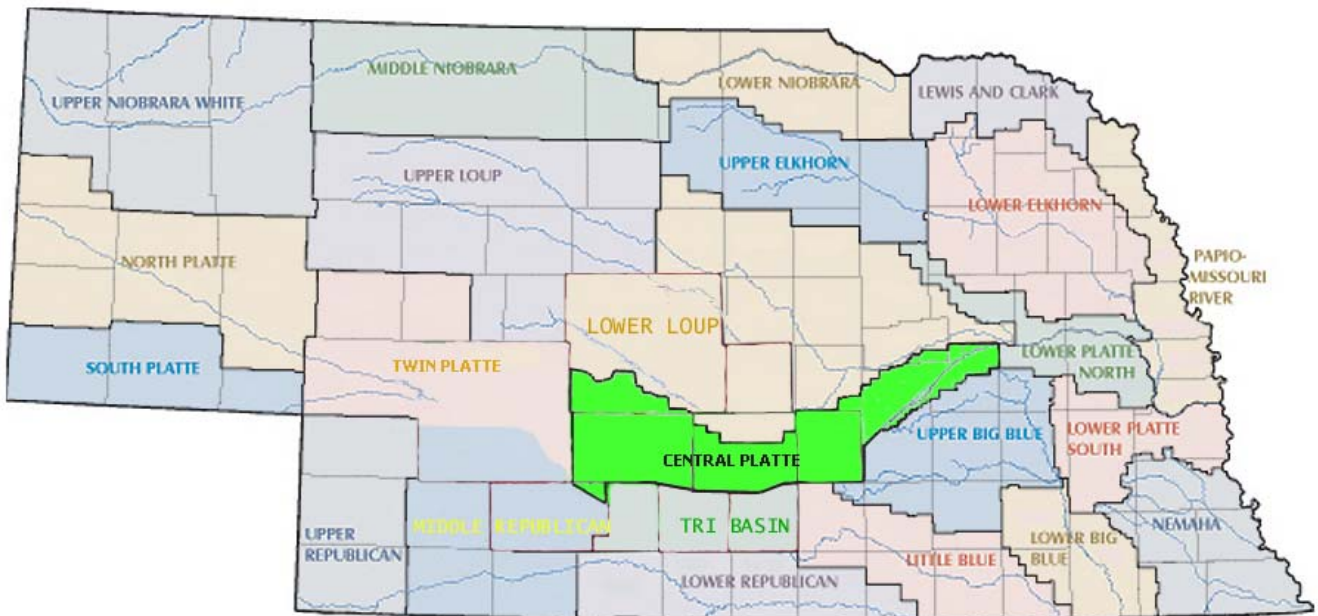 MIDDLE NIOBRARA
LOWER NIOBRARA
LEWIS AND CLARK
UPPER NIOBRARA WHITE
UPPER ELKHORN
UPPER LOUP
LOWER ELKHORN
NORTH PLATTE
PAPIO-
MISSOURI
RIVER
LOWER LOUP
SOUTH PLATTE
TWIN PLATTE
LOWER PLATTE
NORTH
CENTRAL PLATTE
UPPER BIG BLUE
LOWER PLATTE
SOUTH
UPPER
REPUBLICAN
MIDDLE REPUBLICAN
TRI BASIN
NEMAHA
LOWER BIG
BLUE
LITTLE BLUE
LOWER REPUBLICAN